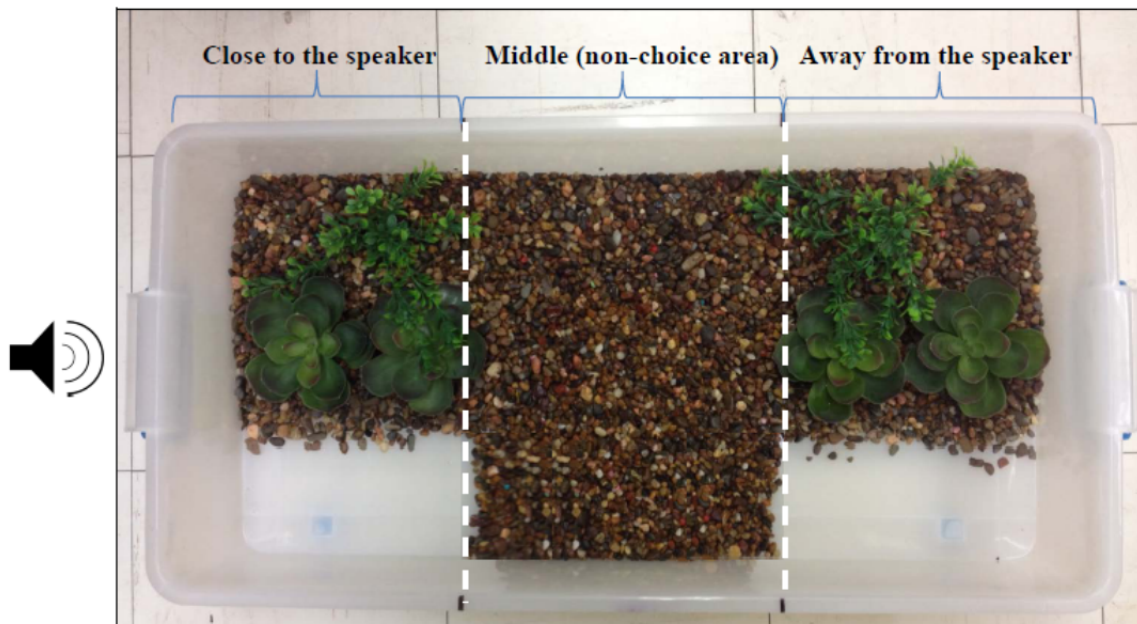 Close to the speaker
Middle (non-choice area)
Away from the speaker